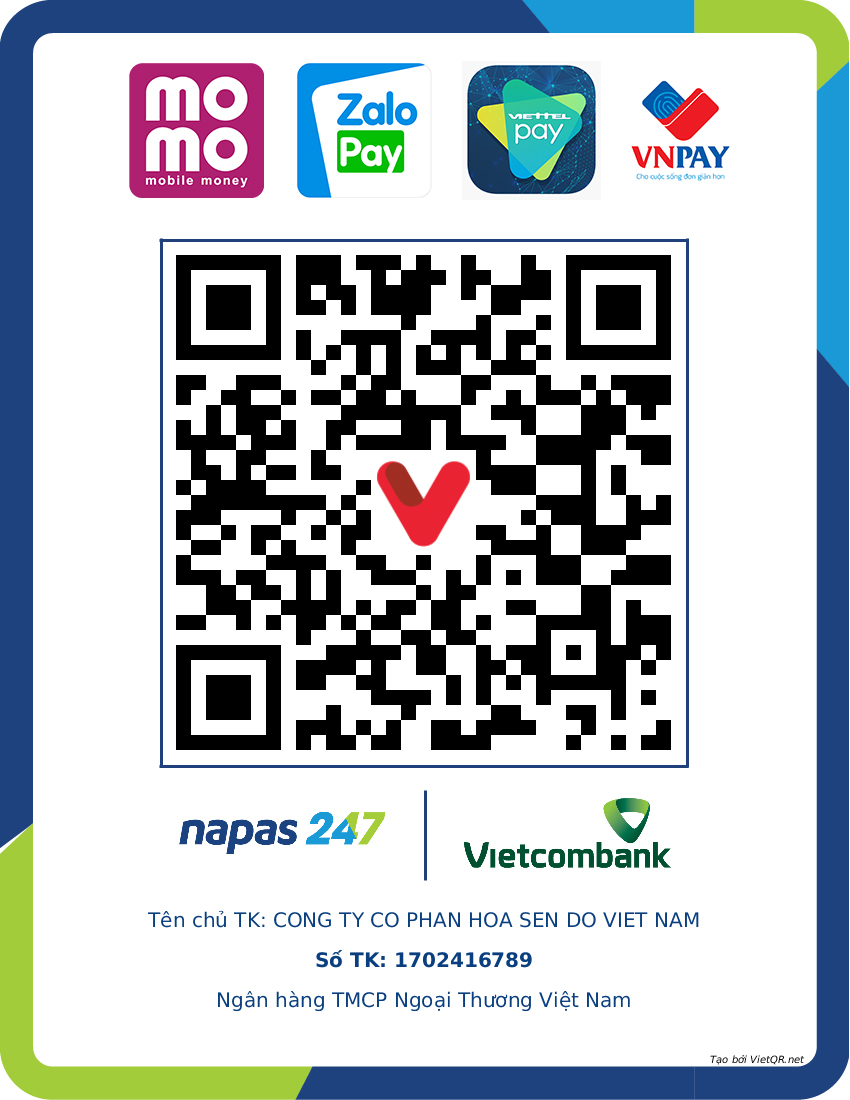 mo
mo
mobile money
Zalo
Pay
VIETTEL
pay
VNPAY
Cho cuộc sống đơn giản hơn
napas 247
Vietcombank
Tên chủ TK: CONG TY CO PHAN HOA SEN DO VIET NAM
Số TK: 1702416789
Ngân hàng TMCP Ngoại Thương Việt Nam
Tạo bởi VietQR.net